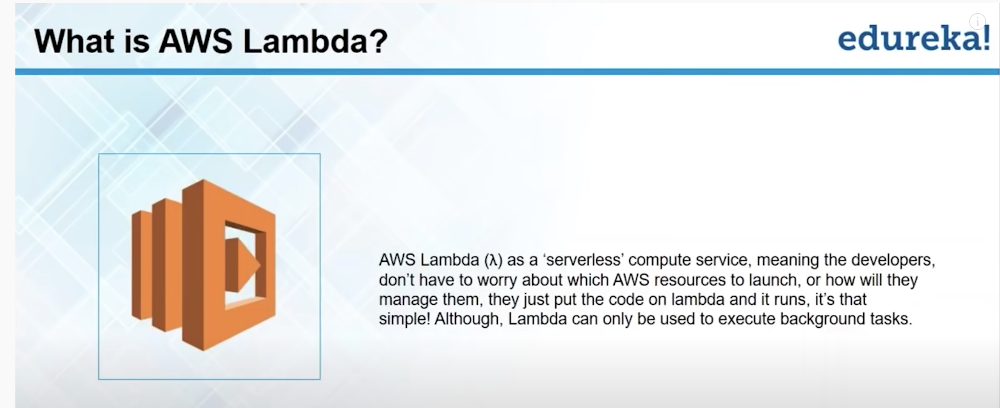 What is AWS Lambda?
edureka!
AWS Lambda (λ) as a ‘serverless’ compute service, meaning the developers,
don’t have to worry about which AWS resources to launch, or how will they
manage them, they just put the code on lambda and it runs, it’s that
simple! Although, Lambda can only be used to execute background tasks.